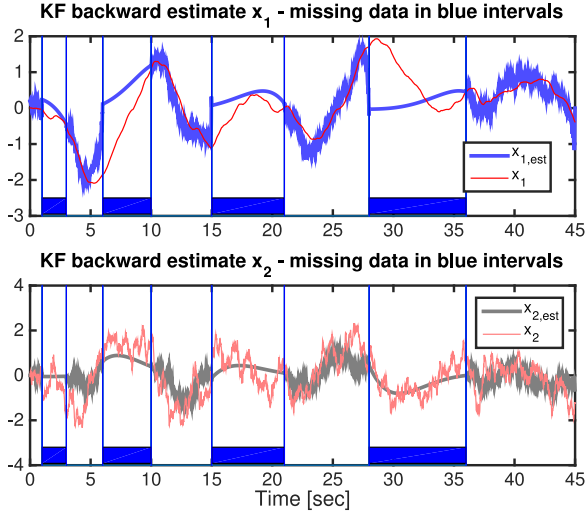 KF backward estimate x1 - missing data in blue intervals
2
1
0
-1
-2
-3
x1,est
x1
0 5 10 15 20 25 30 35 40 45
KF backward estimate x2 - missing data in blue intervals
4
2
0
-2
-4
x2,est
x2
0 5 10 15 20 25 30 35 40 45
Time [sec]